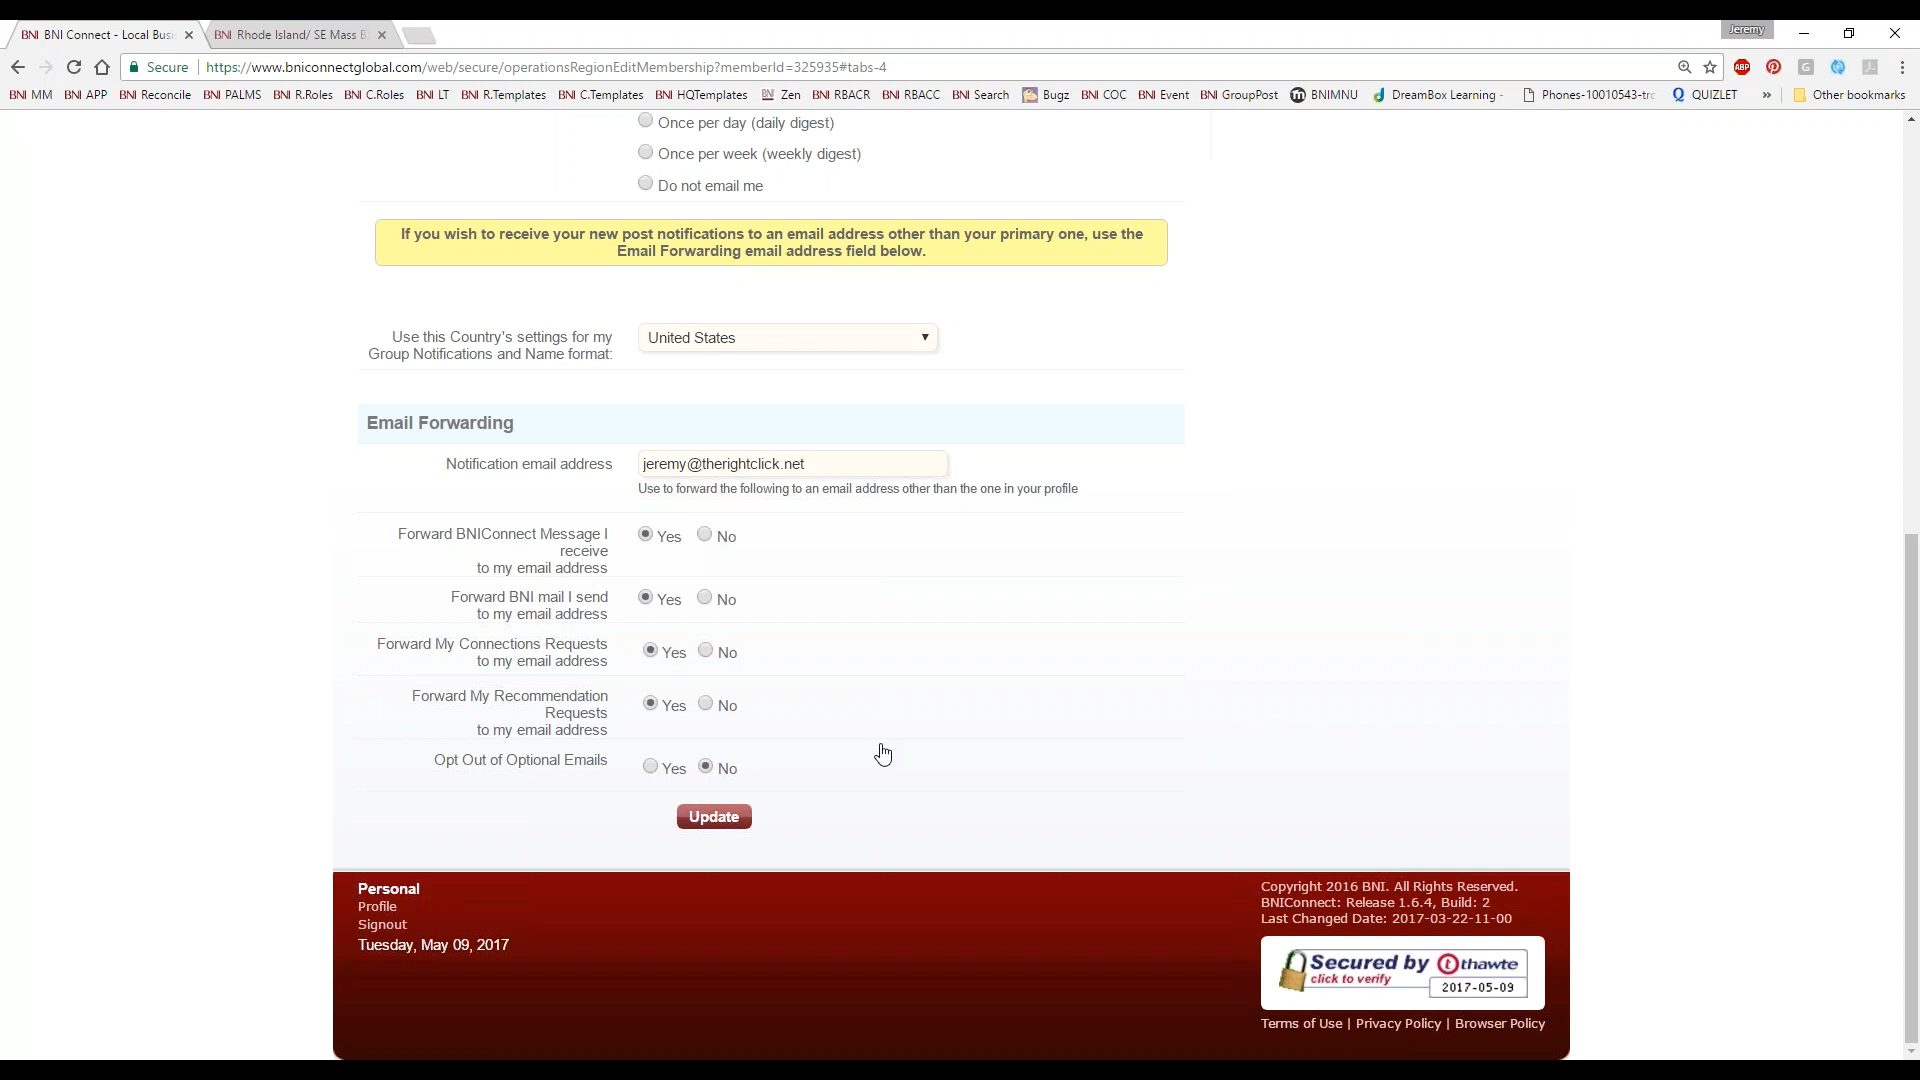 BNI BNI Connect - Local Busi
BNI Rhode Island/ SE Mass B
Jeremy
Secure https://www.bniconnectglobal.com/web/secure/operationsRegionEditMembership?memberId=325935#tabs-4
ABP
BNI MM BNI APP BNI Reconcile BNI PALMS BNI R.Roles BNI C.Roles BNI LT BNI R.Templates BNI C.Templates BNI HQTemplates Zen BNI RBACR BNI RBACC BNI Search Bugz BNI COC BNI Event BNI GroupPost BNIMNU DreamBox Learning - Phones-10010543-trc QUIZLET » Other bookmarks
Once per day (daily digest)
Once per week (weekly digest)
Do not email me
If you wish to receive your new post notifications to an email address other than your primary one, use the
Email Forwarding email address field below.
Use this Country's settings for my
Group Notifications and Name format:
United States
Email Forwarding
Notification email address
jeremy@therightclick.net
Use to forward the following to an email address other than the one in your profile
Forward BNIConnect Message I
receive
to my email address
Yes No
Forward BNI mail I send
to my email address
Yes No
Forward My Connections Requests
to my email address
Yes No
Forward My Recommendation
Requests
to my email address
Yes No
Opt Out of Optional Emails
Yes No
Update
Personal
Profile
Signout
Tuesday, May 09, 2017
Copyright 2016 BNI. All Rights Reserved.
BNIConnect: Release 1.6.4, Build: 2
Last Changed Date: 2017-03-22-11-00
Secured by thawte
click to verify
2017-05-09
Terms of Use | Privacy Policy | Browser Policy